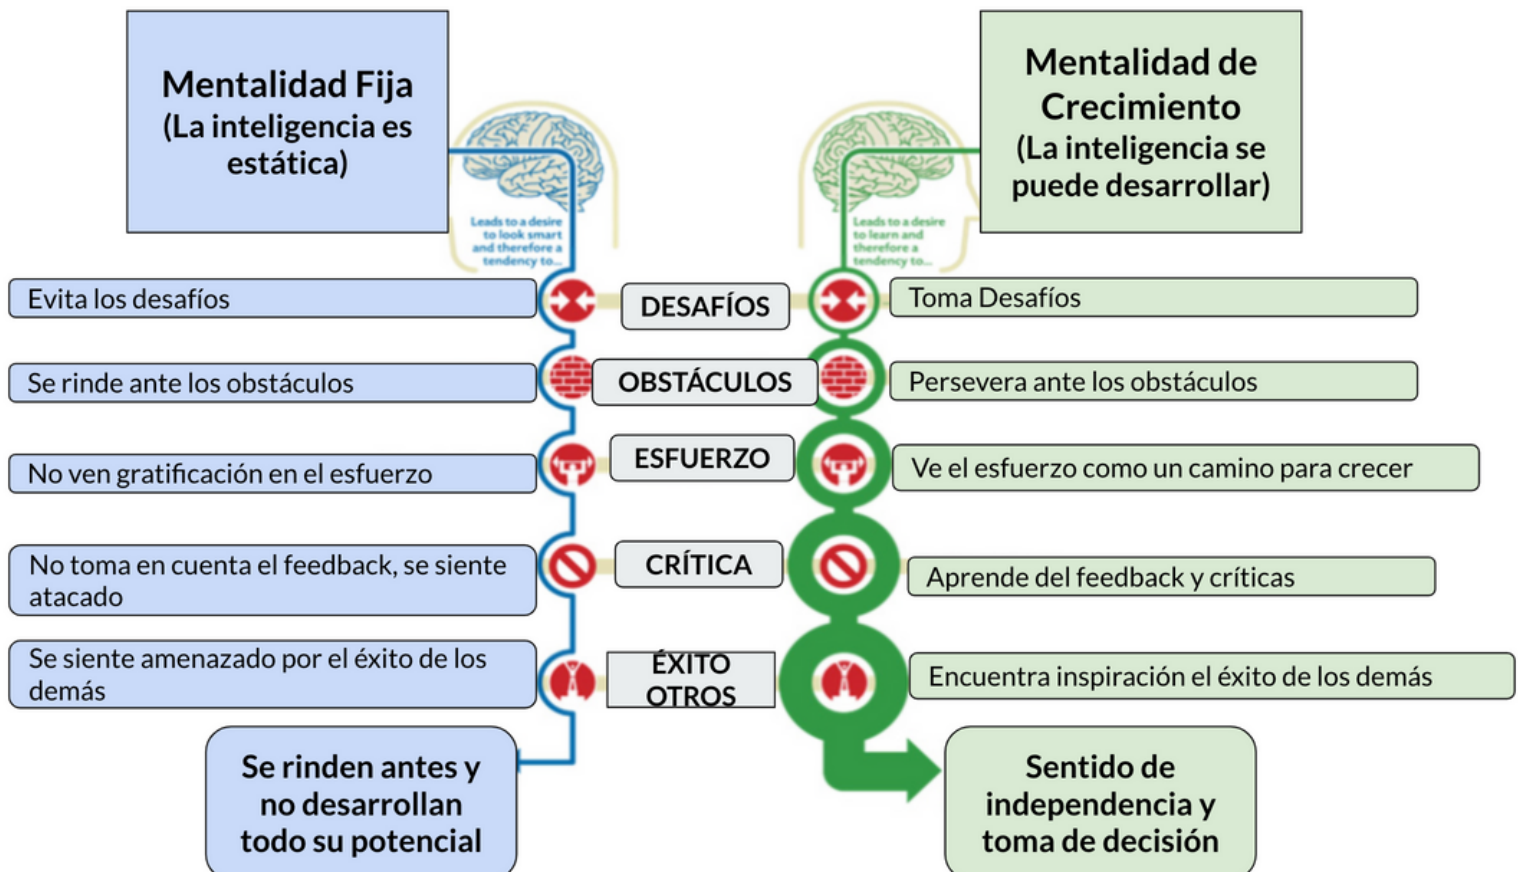 Mentalidad Fija
(La inteligencia es
estática)
Mentalidad de
Crecimiento
(La inteligencia se
puede desarrollar)
Leads to a desire
to look smart
and therefore a
tendency to...
Leads to a desire
to learn and
therefore a
tendency to...
Evita los desafíos
DESAFÍOS
Toma Desafíos
Se rinde ante los obstáculos
OBSTÁCULOS
Persevera ante los obstáculos
No ven gratificación en el esfuerzo
ESFUERZO
Ve el esfuerzo como un camino para crecer
No toma en cuenta el feedback, se siente
atacado
CRÍTICA
Aprende del feedback y críticas
Se siente amenazado por el éxito de los
demás
ÉXITO
OTROS
Encuentra inspiración el éxito de los demás
Se rinden antes y
no desarrollan
todo su potencial
Sentido de
independencia y
toma de decisión